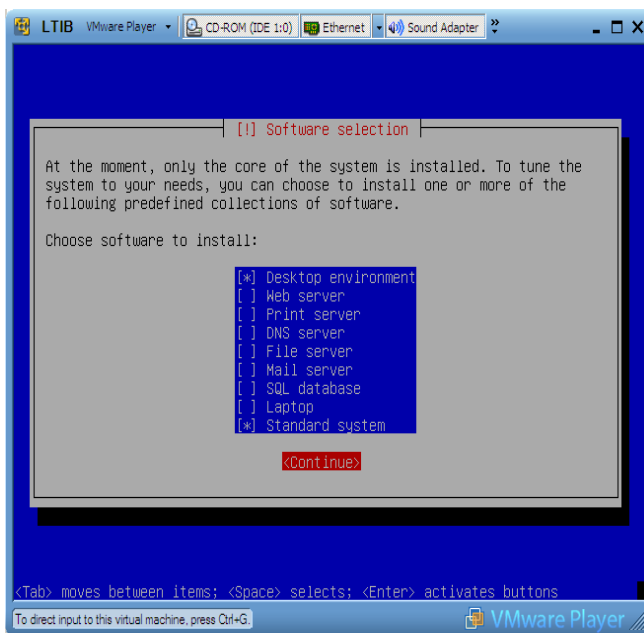 LTIB VMware Player CD-ROM (IDE 1:0) Ethernet Sound Adapter
[!] Software selection
At the moment, only the core of the system is installed. To tune the
system to your needs, you can choose to install one or more of the
following predefined collections of software.
Choose software to install:
[*] Desktop environment
[ ] Web server
[ ] Print server
[ ] DNS server
[ ] File server
[ ] Mail server
[ ] SQL database
[ ] Laptop
[*] Standard system
<Continue>
<Tab> moves between items; <Space> selects; <Enter> activates buttons
To direct input to this virtual machine, press Ctrl+G. VMware Player